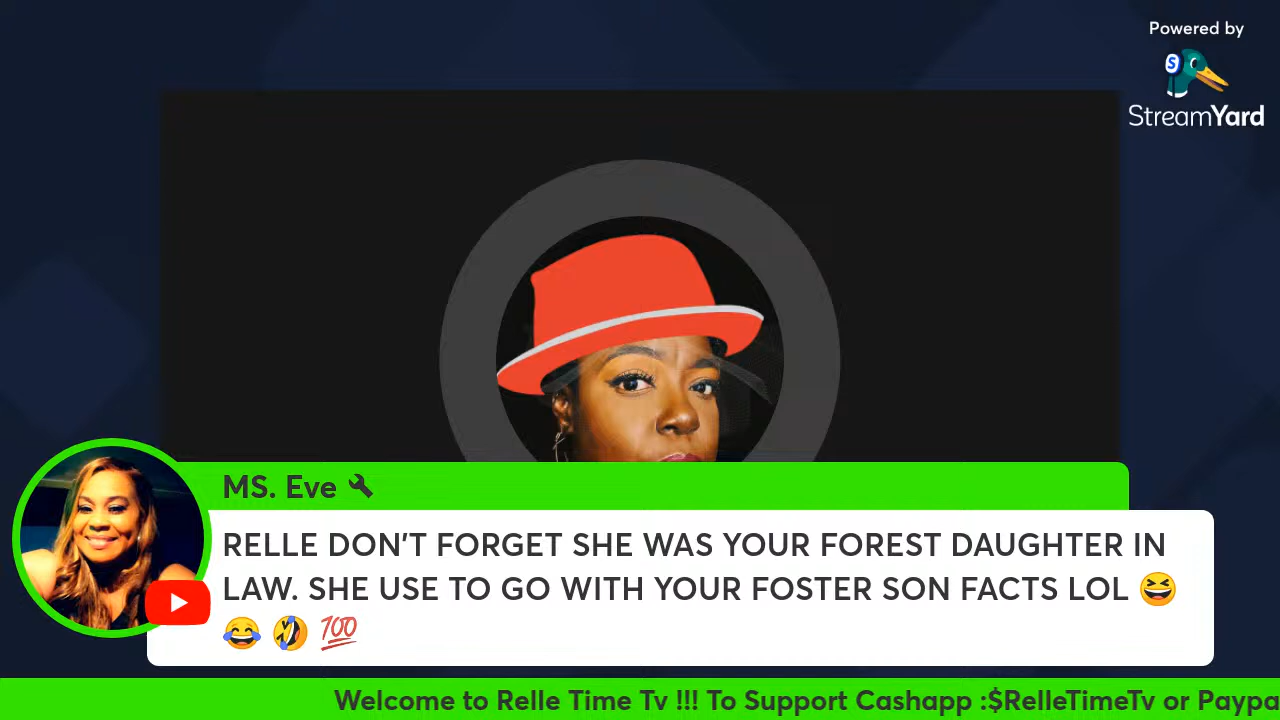 Powered by
StreamYard
MS. Eve
RELLE DON'T FORGET SHE WAS YOUR FOREST DAUGHTER IN
LAW. SHE USE TO GO WITH YOUR FOSTER SON FACTS LOL 😆
😂 🤣 💯
Welcome to Relle Time Tv !!! To Support Cashapp :$RelleTimeTv or Paypa